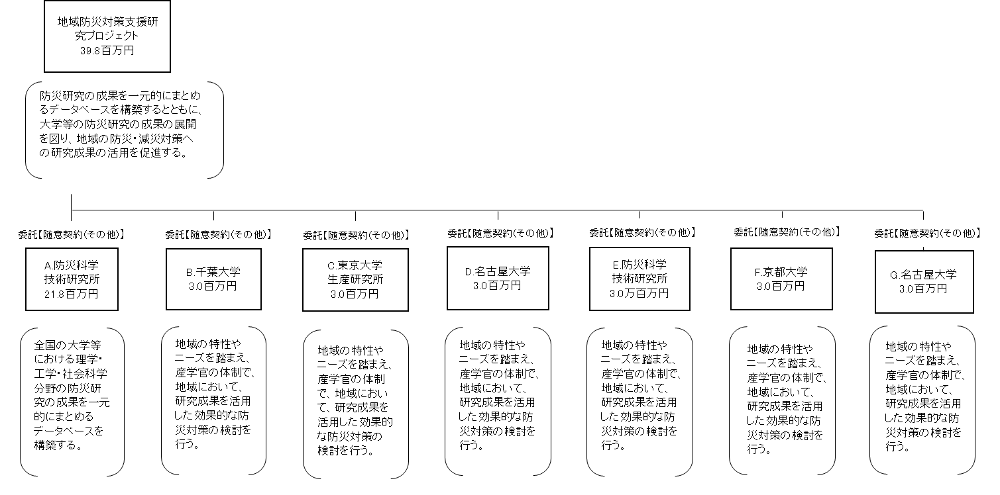 地域防災対策支援研
究プロジェクト
39.8百万円
防災研究の成果を一元的にまとめ
るデータベースを構築するとともに、
大学等の防災研究の成果の展開
を図り、地域の防災・減災対策へ
の研究成果の活用を促進する。
委託【随意契約(その他)】
A.防災科学
技術研究所
21.8百万円
全国の大学等
における理学・
工学・社会科学
分野の防災研
究の成果を一元
的にまとめる
データベースを
構築する。
委託【随意契約(その他)】
B.千葉大学
3.0百万円
地域の特性や
ニーズを踏まえ、
産学官の体制で、
地域において、
研究成果を活用
した効果的な防
災対策の検討を
行う。
委託【随意契約(その他)】
C.東京大学
生産研究所
3.0百万円
地域の特性や
ニーズを踏まえ、
産学官の体制
で、地域におい
て、研究成果を
活用した効果的
な防災対策の
検討を行う。
委託【随意契約(その他)】
D.名古屋大学
3.0百万円
地域の特性や
ニーズを踏まえ、
産学官の体制で、
地域において、
研究成果を活用
した効果的な防
災対策の検討を
行う。
委託【随意契約(その他)】
E.防災科学
技術研究所
3.0万百万円
地域の特性や
ニーズを踏まえ、
産学官の体制で、
地域において、
研究成果を活用
した効果的な防
災対策の検討を
行う。
委託【随意契約(その他)】
F.京都大学
3.0百万円
地域の特性や
ニーズを踏まえ、
産学官の体制で、
地域において、
研究成果を活用
した効果的な防
災対策の検討を
行う。
委託【随意契約(その他)】
G.名古屋大学
3.0百万円
地域の特性や
ニーズを踏まえ、
産学官の体制で、
地域において、
研究成果を活用
した効果的な防
災対策の検討を
行う。